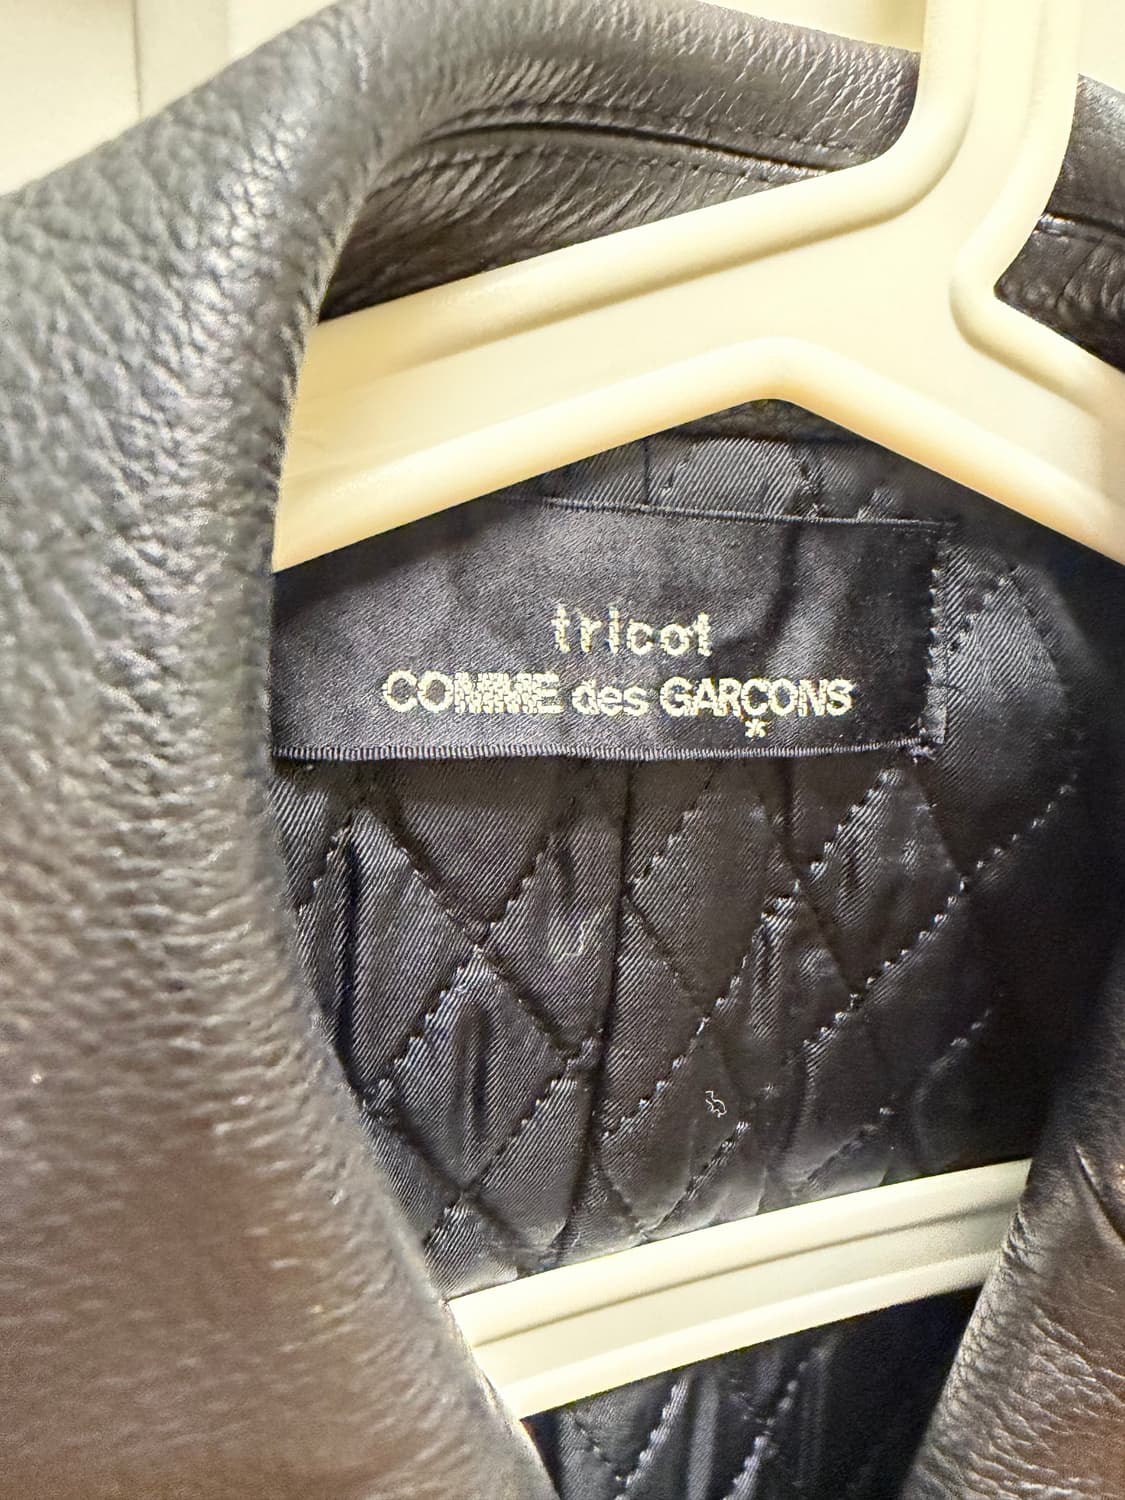 tricot
COMME des GARÇONS
*